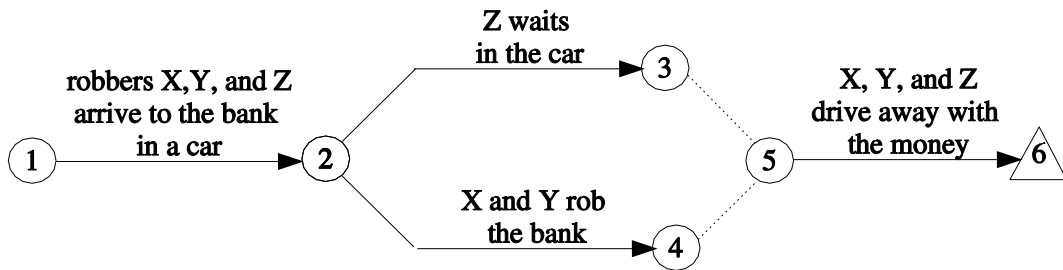 Z waits
in the car
3
robbers X,Y, and Z
arrive to the bank
in a car
X, Y, and Z
drive away with
the money
1
2
5
6
X and Y rob
the bank
4